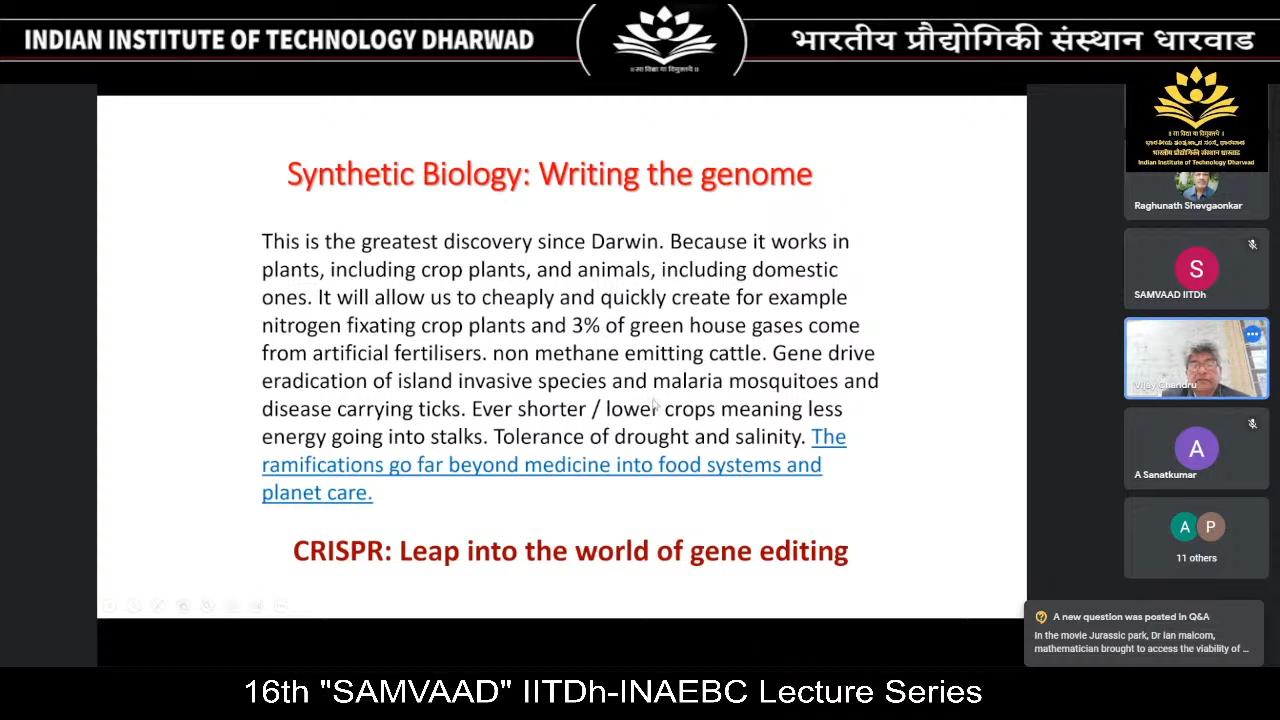 INDIAN INSTITUTE OF TECHNOLOGY DHARWAD
॥ सा विद्या या विमुक्तये ॥
भारतीय प्रौद्योगिकी संस्थान धारवाड
Synthetic Biology: Writing the genome
This is the greatest discovery since Darwin. Because it works in
plants, including crop plants, and animals, including domestic
ones. It will allow us to cheaply and quickly create for example
nitrogen fixating crop plants and 3% of green house gases come
from artificial fertilisers. non methane emitting cattle. Gene drive
eradication of island invasive species and malaria mosquitoes and
disease carrying ticks. Ever shorter / lower crops meaning less
energy going into stalks. Tolerance of drought and salinity. The
ramifications go far beyond medicine into food systems and
planet care.
CRISPR: Leap into the world of gene editing
॥ सा विद्या या विमुक्तये ॥
भारतीय प्रौद्योगिकी संस्थान धारवाड
Indian Institute of Technology Dharwad
Raghunath Shevgaonkar
S
SAMVAAD IITDh
Vijay Chandru
A
A Sanatkumar
A P
11 others
A new question was posted in Q&A
In the movie Jurassic park, Dr Ian malcom,
mathematician brought to access the viability of ...
16th "SAMVAAD" IITDh-INAEBC Lecture Series